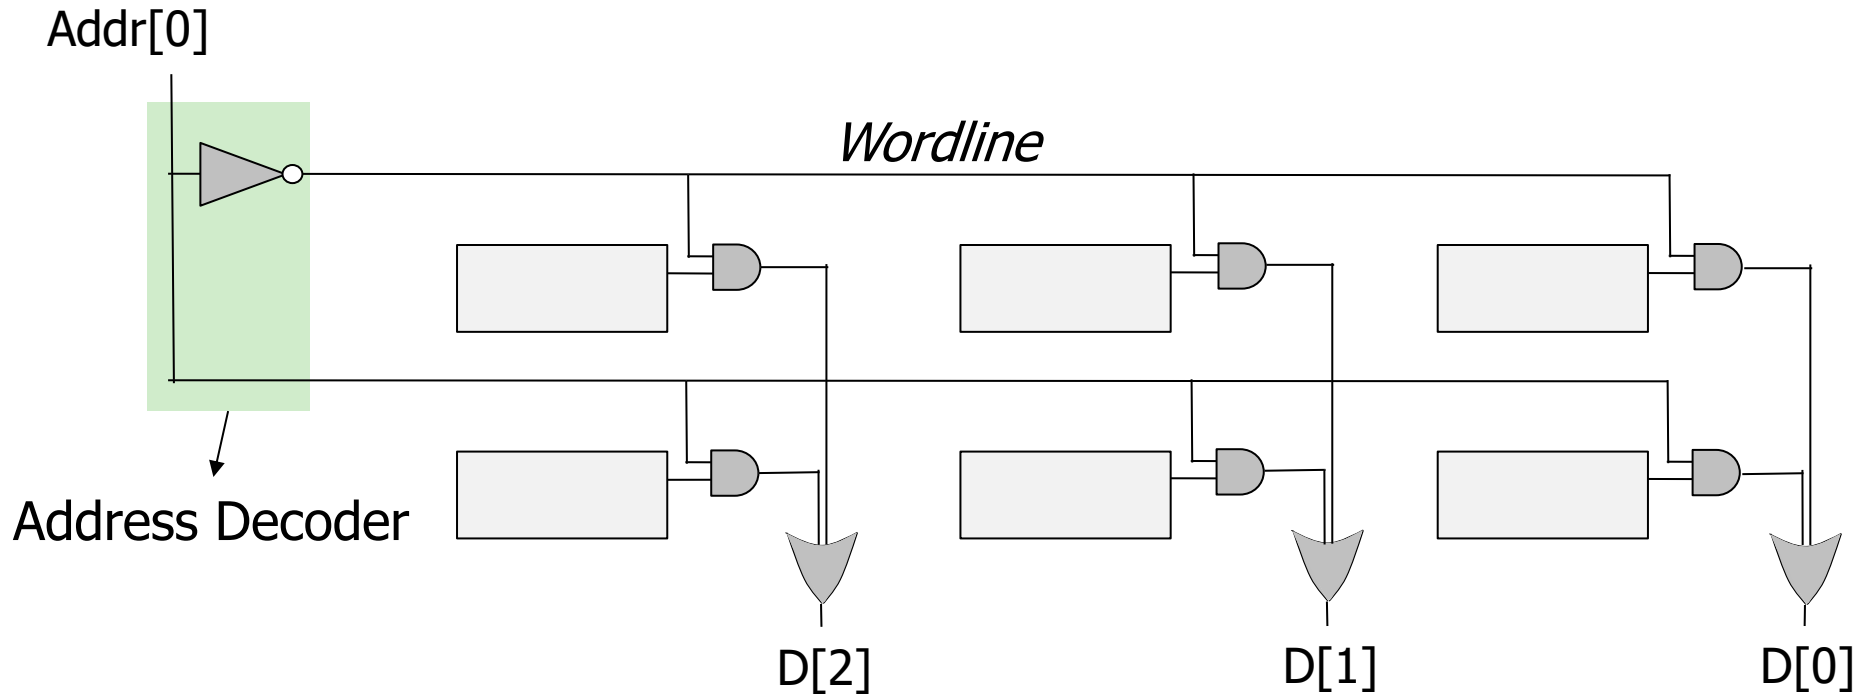 Addr[0]
Wordline
Address Decoder
D[2]
D[1]
D[0]